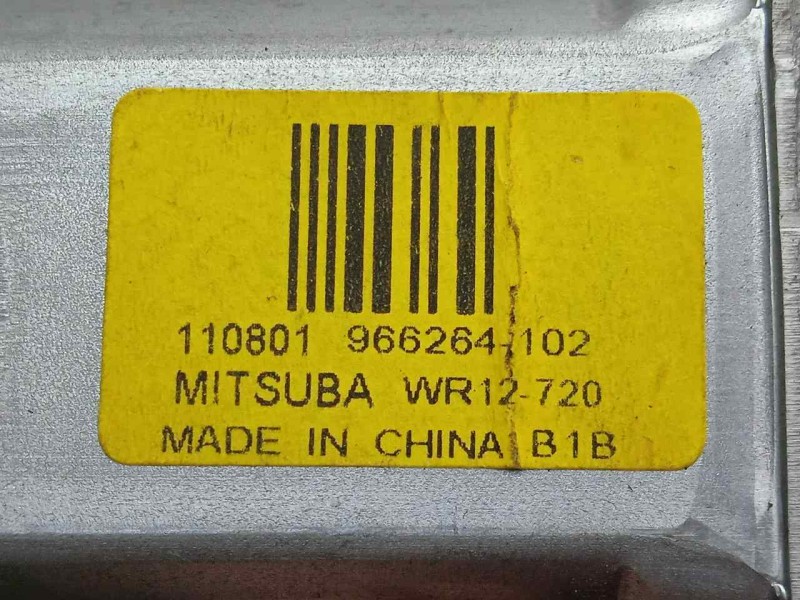 110801 966264-102
MITSUBA WR12-720
MADE IN CHINA B1B